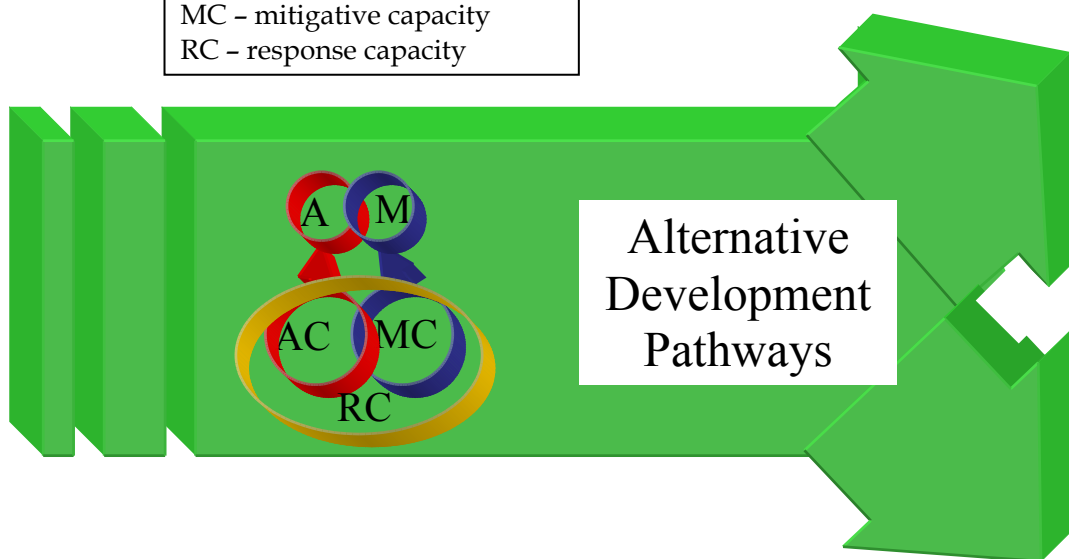 MC – mitigative capacity
RC – response capacity
A M
AC MC
RC
Alternative
Development
Pathways